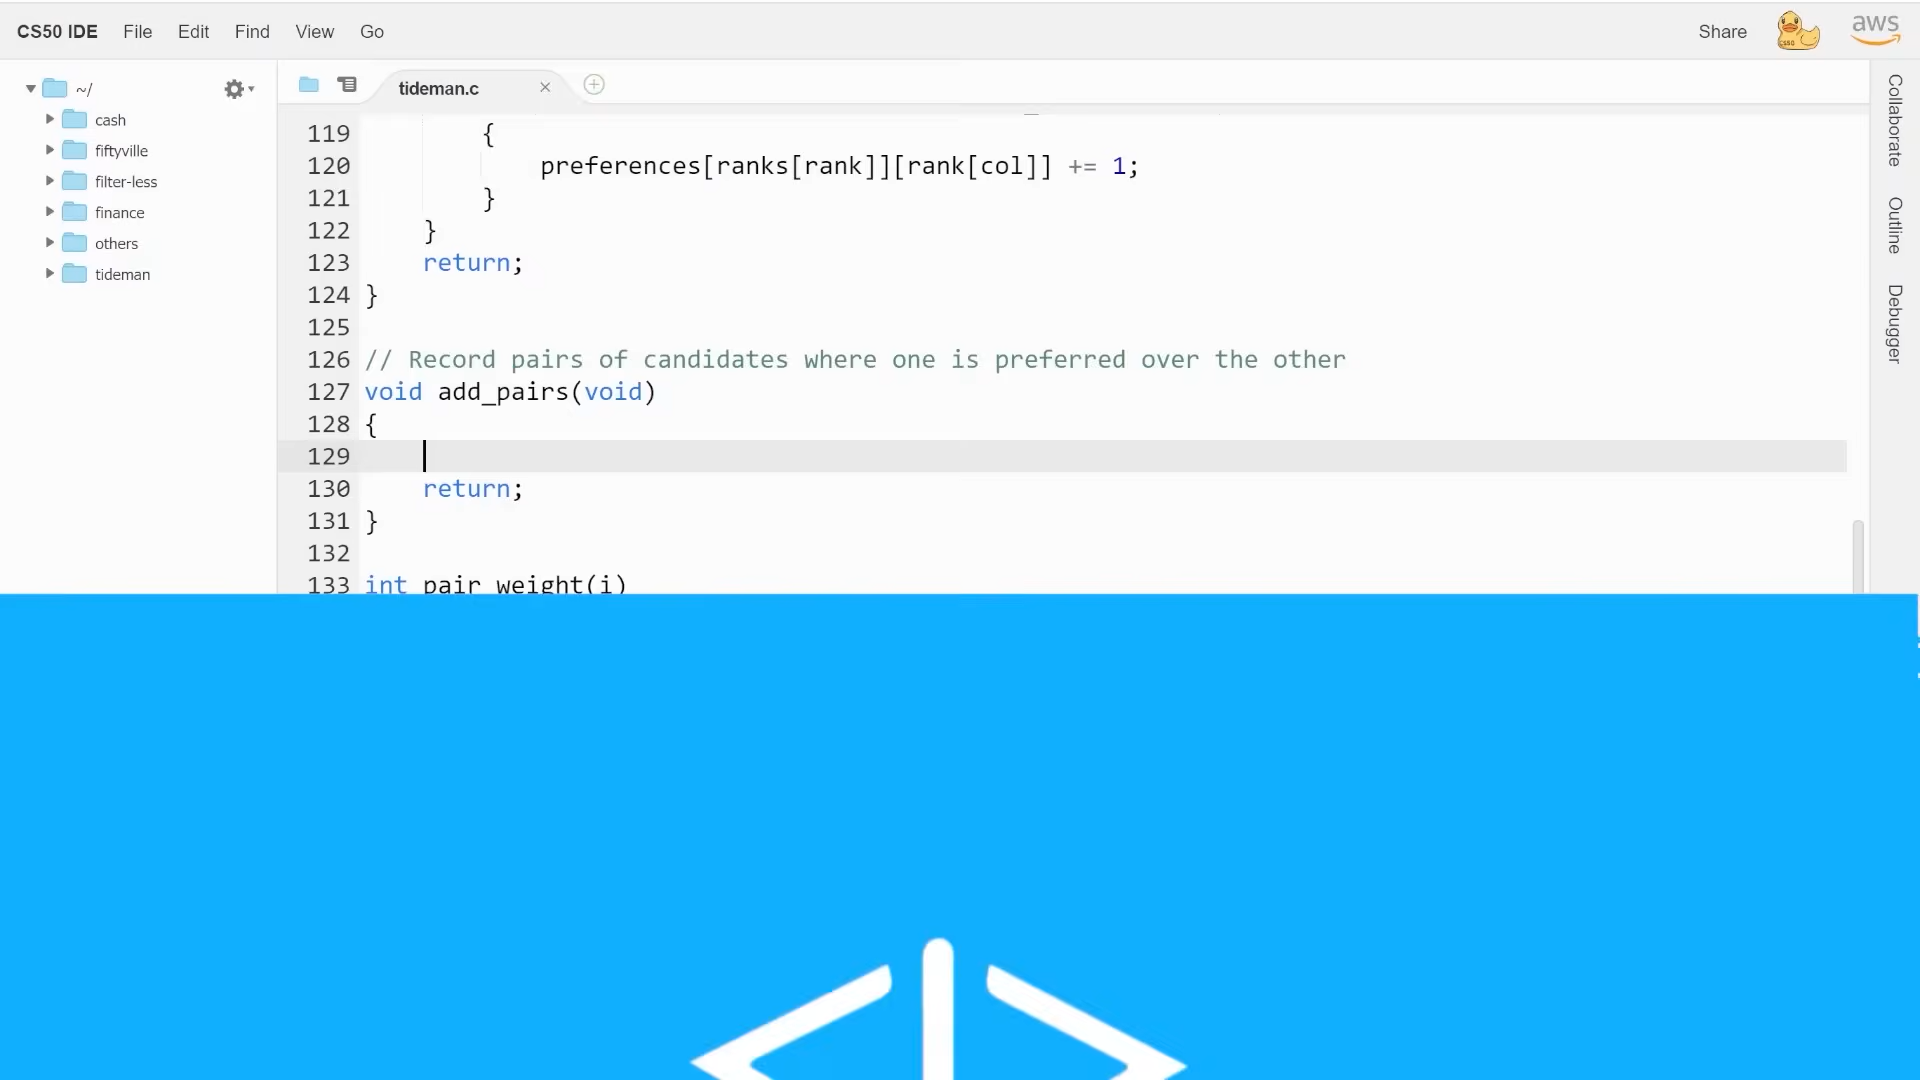 CS50 IDE File Edit Find View Go Share aws
~/
cash
fiftyville
filter-less
finance
others
tideman
tideman.c
119 {
120 preferences[ranks[rank]][rank[col]] += 1;
121 }
122 }
123 return;
124 }
125
126 // Record pairs of candidates where one is preferred over the other
127 void add_pairs(void)
128 {
129
130 return;
131 }
132
133 int pair_weight(i)
Collaborate
Outline
Debugger